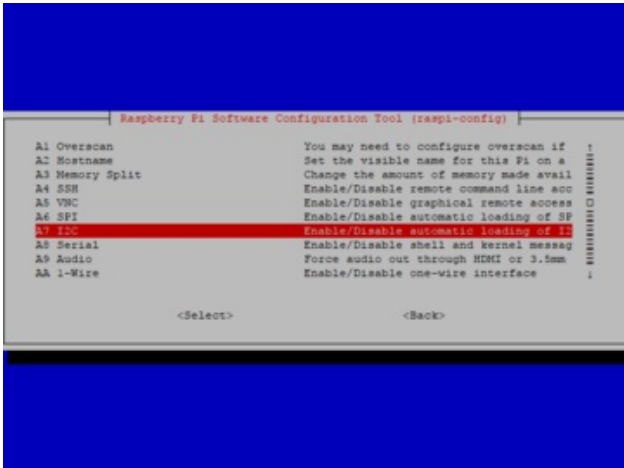 Raspberry Pi Software Configuration Tool (raspi-config)
A1 Overscan You may need to configure overscan if
A2 Hostname Set the visible name for this Pi on a
A3 Memory Split Change the amount of memory made avail
A4 SSH Enable/Disable remote command line acc
A5 VNC Enable/Disable graphical remote access
A6 SPI Enable/Disable automatic loading of SP
A7 I2C Enable/Disable automatic loading of I2
A8 Serial Enable/Disable shell and kernel messag
A9 Audio Force audio out through HDMI or 3.5mm
AA 1-Wire Enable/Disable one-wire interface
<Select> <Back>